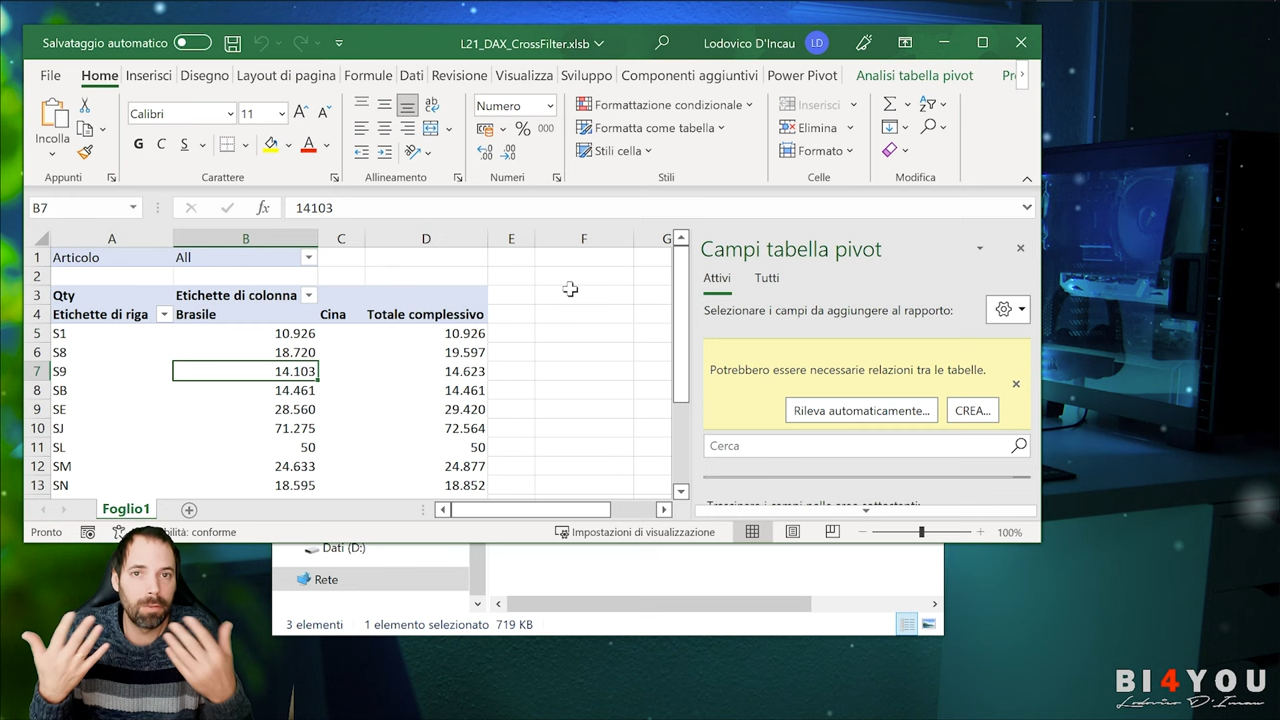 Salvataggio automatico
L21_DAX_CrossFilter.xlsb
Lodovico D'Incau LD
File Home Inserisci Disegno Layout di pagina Formule Dati Revisione Visualizza Sviluppo Componenti aggiuntivi Power Pivot Analisi tabella pivot
Incolla
Calibri 11
G C S
Numero
% 000
Formattazione condizionale
Formatta come tabella
Stili cella
Inserisci
Elimina
Formato
Appunti Carattere Allineamento Numeri Stili Celle Modifica
B7 fx 14103
A B C D E F G
1 Articolo All
2
3 Qty Etichette di colonna
4 Etichette di riga Brasile Cina Totale complessivo
5 S1 10.926 10.926
6 S8 18.720 19.597
7 S9 14.103 14.623
8 SB 14.461 14.461
9 SE 28.560 29.420
10 SJ 71.275 72.564
11 SL 50 50
12 SM 24.633 24.877
13 SN 18.595 18.852
Foglio1
Pronto
conforme
Impostazioni di visualizzazione
100%
Campi tabella pivot
Attivi Tutti
Selezionare i campi da aggiungere al rapporto:
Potrebbero essere necessarie relazioni tra le tabelle.
Rileva automaticamente... CREA...
Cerca
Dati (D:)
Rete
3 elementi 1 elemento selezionato 719 KB
BI4YOU
Lodovico D'Incau